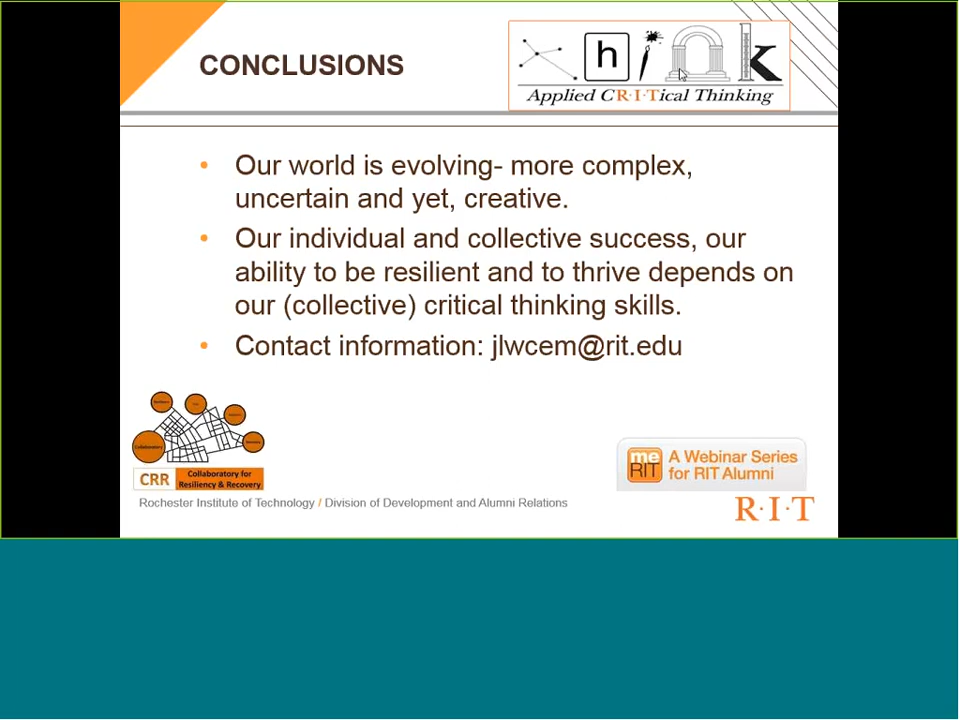 CONCLUSIONS
h i n k
Applied CR·I·Tical Thinking
• Our world is evolving- more complex,
uncertain and yet, creative.
• Our individual and collective success, our
ability to be resilient and to thrive depends on
our (collective) critical thinking skills.
• Contact information: jlwcem@rit.edu
Collaboratory
CRR
Collaboratory for
Resiliency & Recovery
me
RIT
A Webinar Series
for RIT Alumni
Rochester Institute of Technology / Division of Development and Alumni Relations
R·I·T